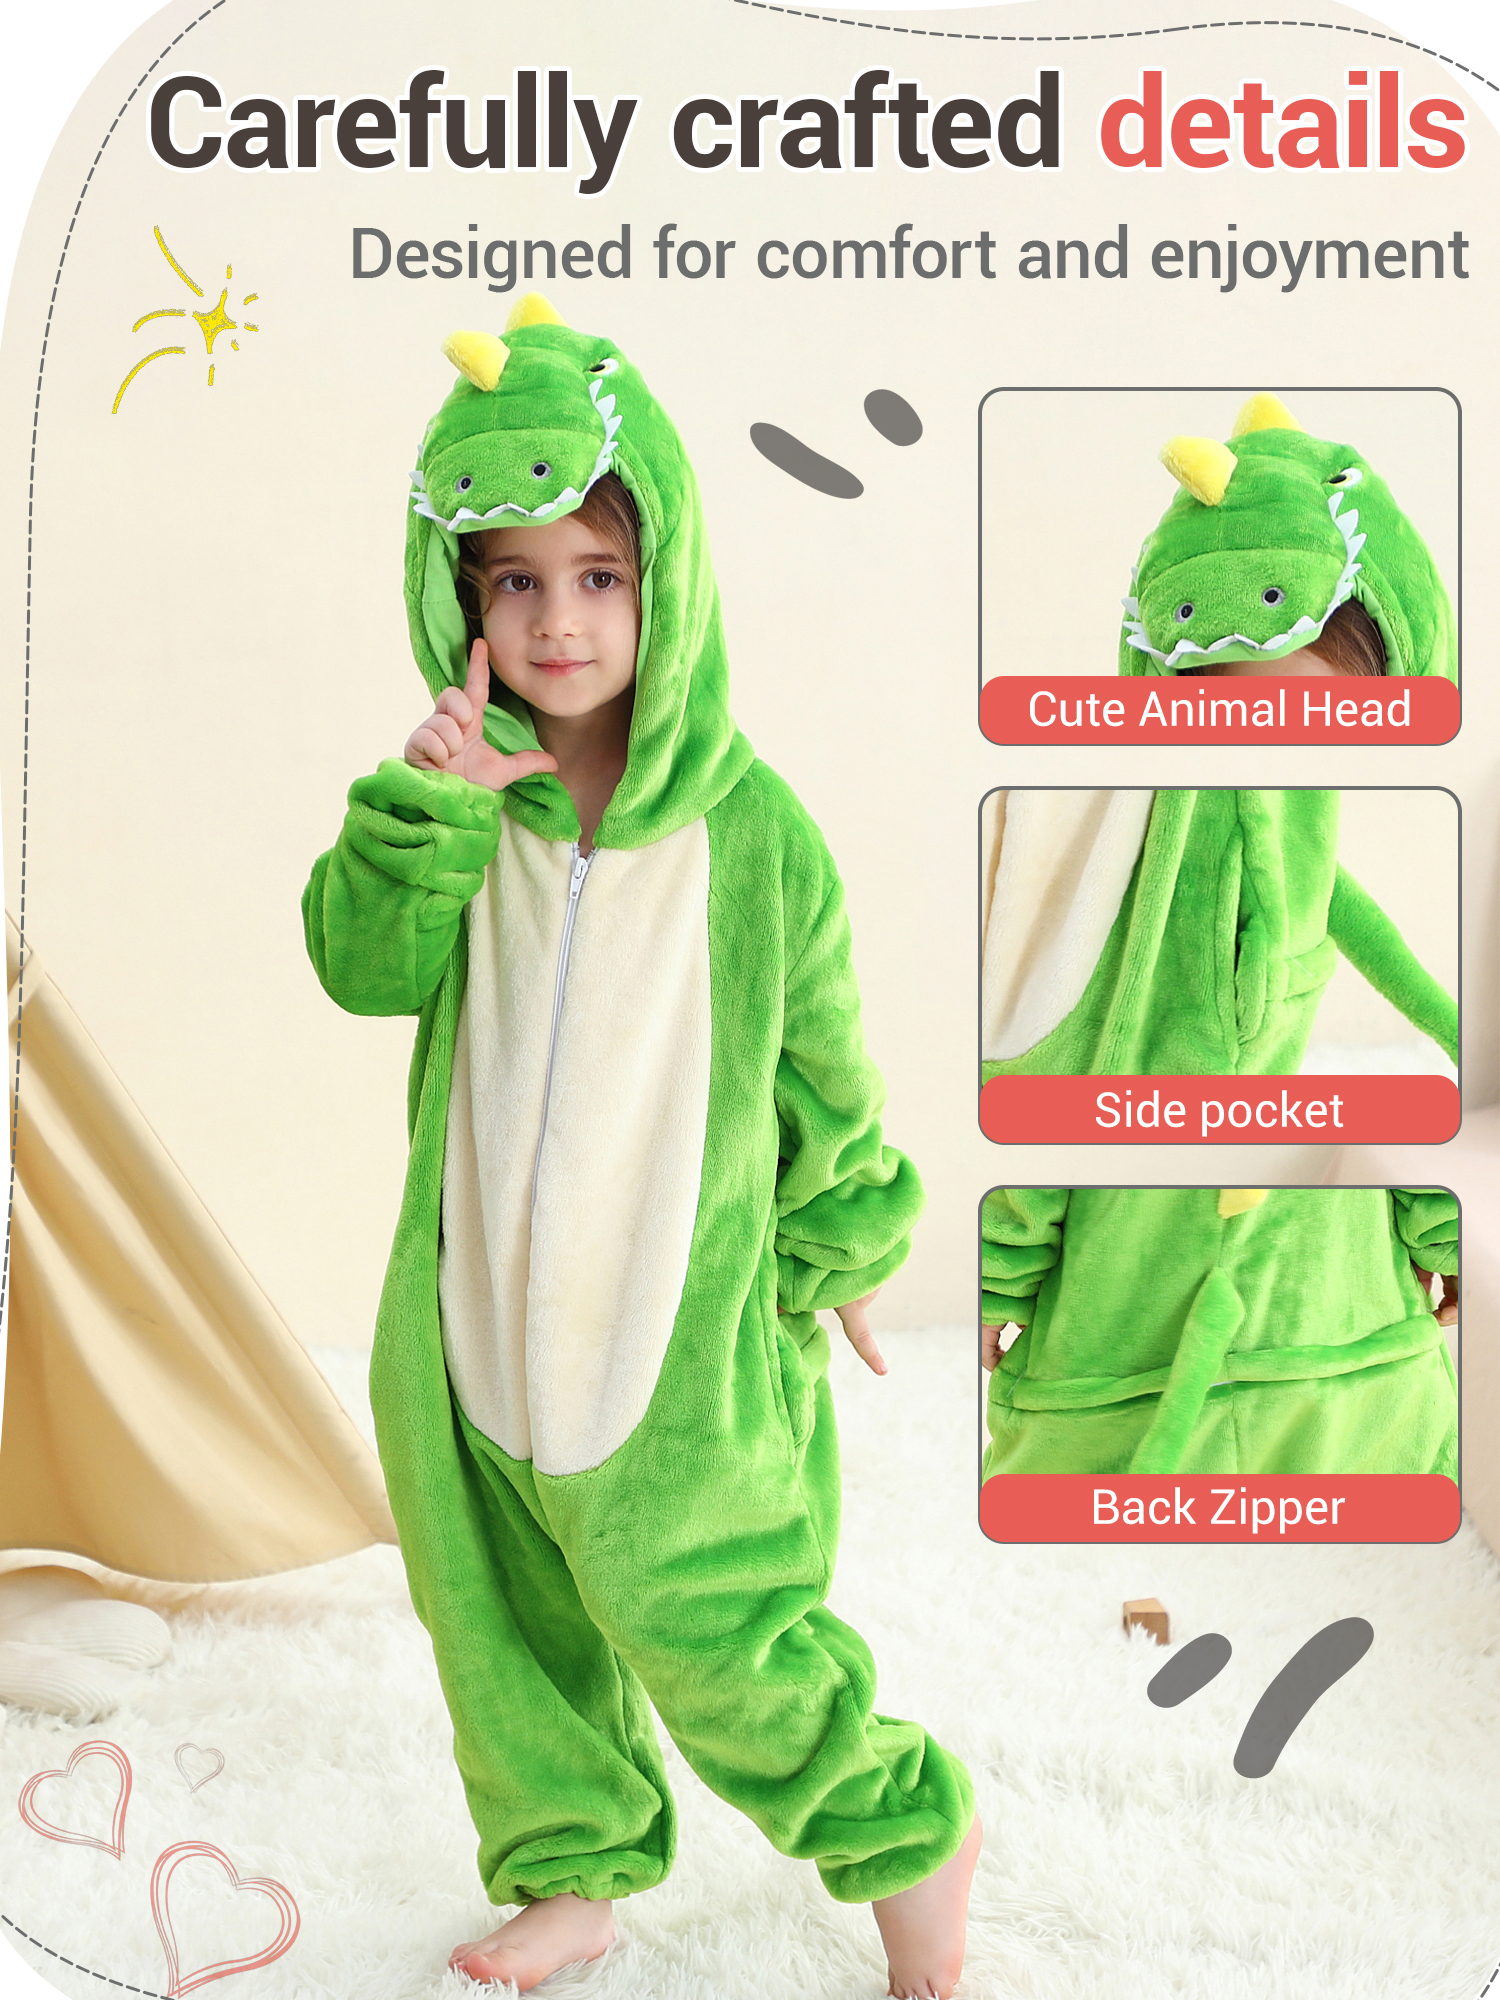 Carefully crafted details
Designed for comfort and enjoyment
Cute Animal Head
Side pocket
Back Zipper